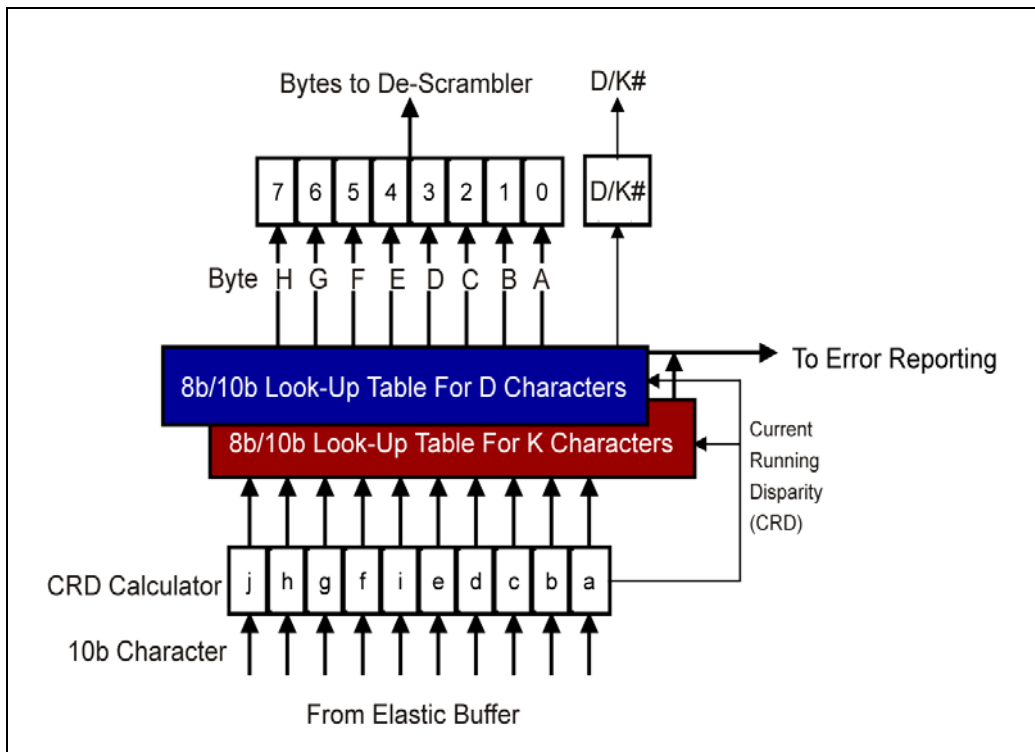 Bytes to De-Scrambler D/K#
7 6 5 4 3 2 1 0 D/K#
Byte H G F E D C B A
8b/10b Look-Up Table For D Characters
To Error Reporting
8b/10b Look-Up Table For K Characters
Current
Running
Disparity
(CRD)
CRD Calculator j h g f i e d c b a
10b Character
From Elastic Buffer